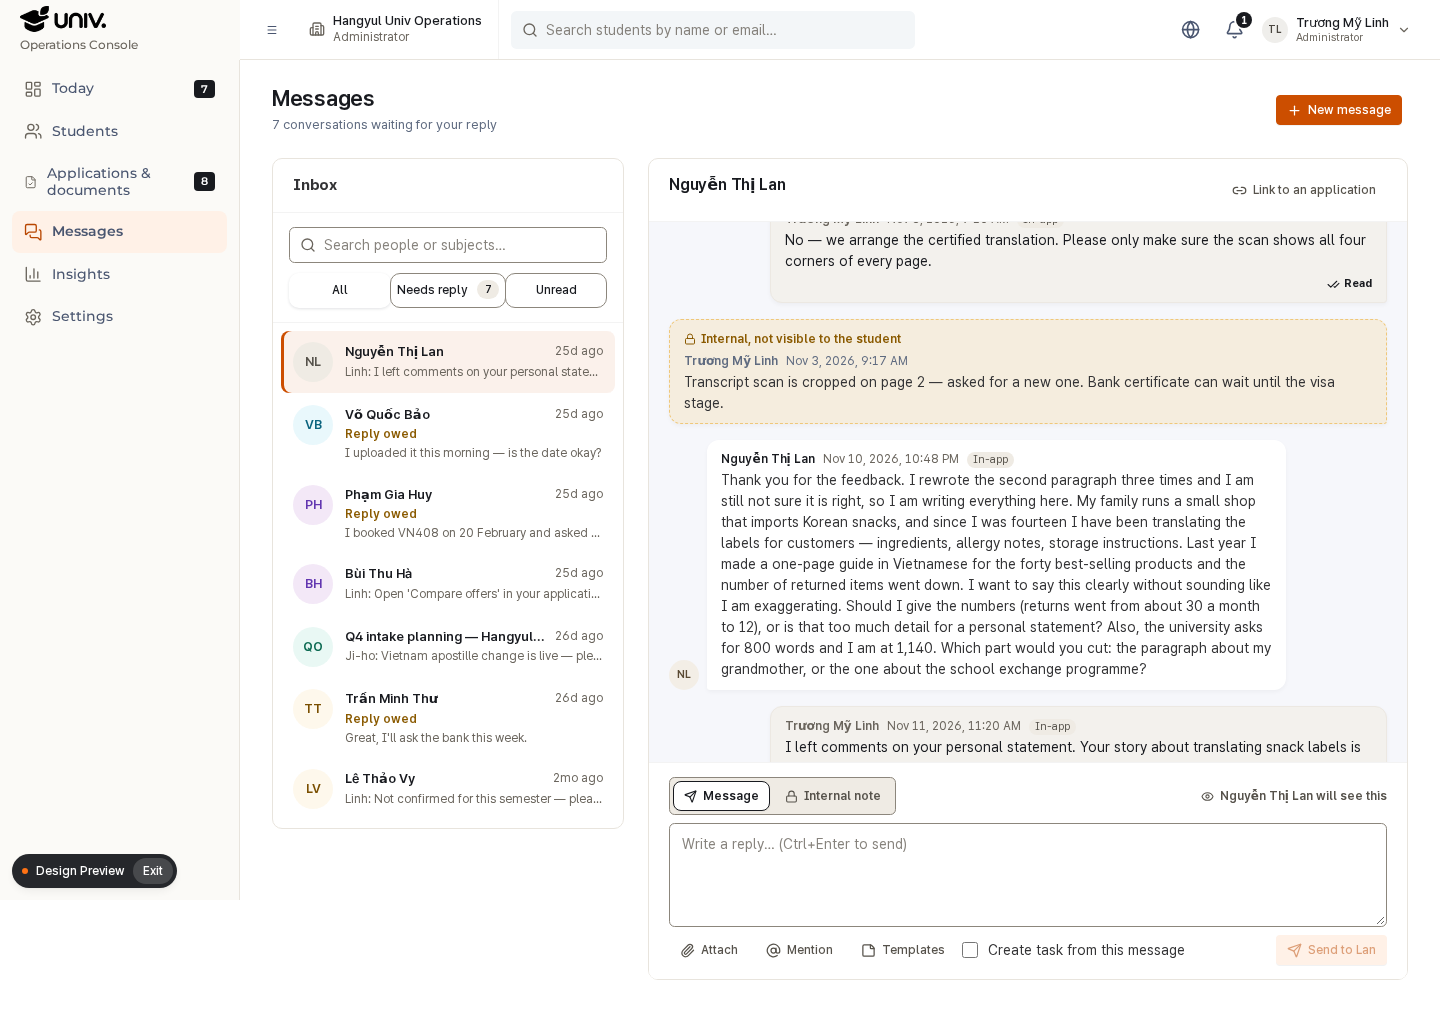 UNIV.
Operations Console
Today 7
Students
Applications & documents 8
Messages
Insights
Settings
Design Preview Exit
Hangyul Univ Operations
Administrator
Search students by name or email...
1
TL
Trương Mỹ Linh
Administrator
Messages
7 conversations waiting for your reply
New message
Inbox
Search people or subjects...
All
Needs reply 7
Unread
NL
Nguyễn Thị Lan 25d ago
Linh: I left comments on your personal state...
VB
Võ Quốc Bảo 25d ago
Reply owed
I uploaded it this morning — is the date okay?
PH
Phạm Gia Huy 25d ago
Reply owed
I booked VN408 on 20 February and asked ...
BH
Bùi Thu Hà 25d ago
Linh: Open 'Compare offers' in your applicati...
QO
Q4 intake planning — Hangyul... 26d ago
Ji-ho: Vietnam apostille change is live — ple...
TT
Trần Minh Thư 26d ago
Reply owed
Great, I'll ask the bank this week.
LV
Lê Thảo Vy 2mo ago
Linh: Not confirmed for this semester — plea...
Nguyễn Thị Lan
Link to an application
No — we arrange the certified translation. Please only make sure the scan shows all four
corners of every page.
Read
Internal, not visible to the student
Trương Mỹ Linh Nov 3, 2026, 9:17 AM
Transcript scan is cropped on page 2 — asked for a new one. Bank certificate can wait until the visa
stage.
Nguyễn Thị Lan Nov 10, 2026, 10:48 PM In-app
Thank you for the feedback. I rewrote the second paragraph three times and I am
still not sure it is right, so I am writing everything here. My family runs a small shop
that imports Korean snacks, and since I was fourteen I have been translating the
labels for customers — ingredients, allergy notes, storage instructions. Last year I
made a one-page guide in Vietnamese for the forty best-selling products and the
number of returned items went down. I want to say this clearly without sounding like
I am exaggerating. Should I give the numbers (returns went from about 30 a month
to 12), or is that too much detail for a personal statement? Also, the university asks
for 800 words and I am at 1,140. Which part would you cut: the paragraph about my
grandmother, or the one about the school exchange programme?
NL
Trương Mỹ Linh Nov 11, 2026, 11:20 AM In-app
I left comments on your personal statement. Your story about translating snack labels is
Message
Internal note
Nguyễn Thị Lan will see this
Write a reply... (Ctrl+Enter to send)
Attach
Mention
Templates
Create task from this message
Send to Lan